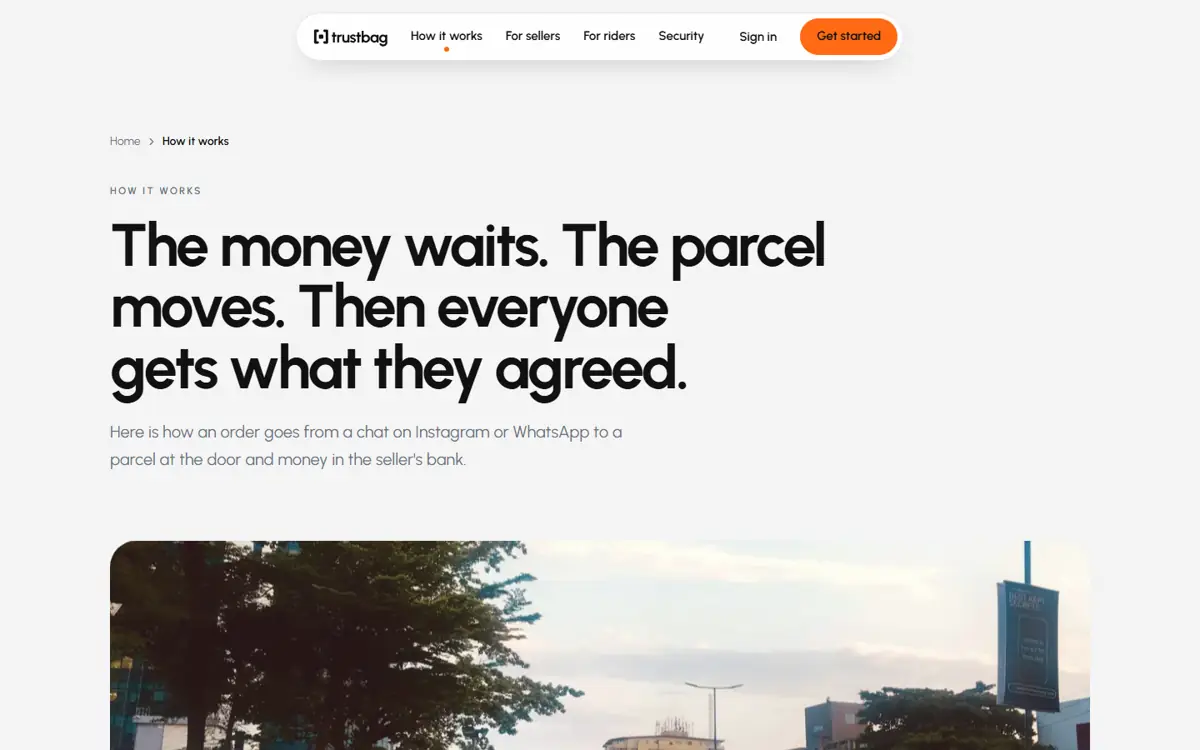 trustbag How it works For sellers For riders Security Sign in Get started
Home > How it works
HOW IT WORKS
The money waits. The parcel
moves. Then everyone
gets what they agreed.
Here is how an order goes from a chat on Instagram or WhatsApp to a
parcel at the door and money in the seller's bank.